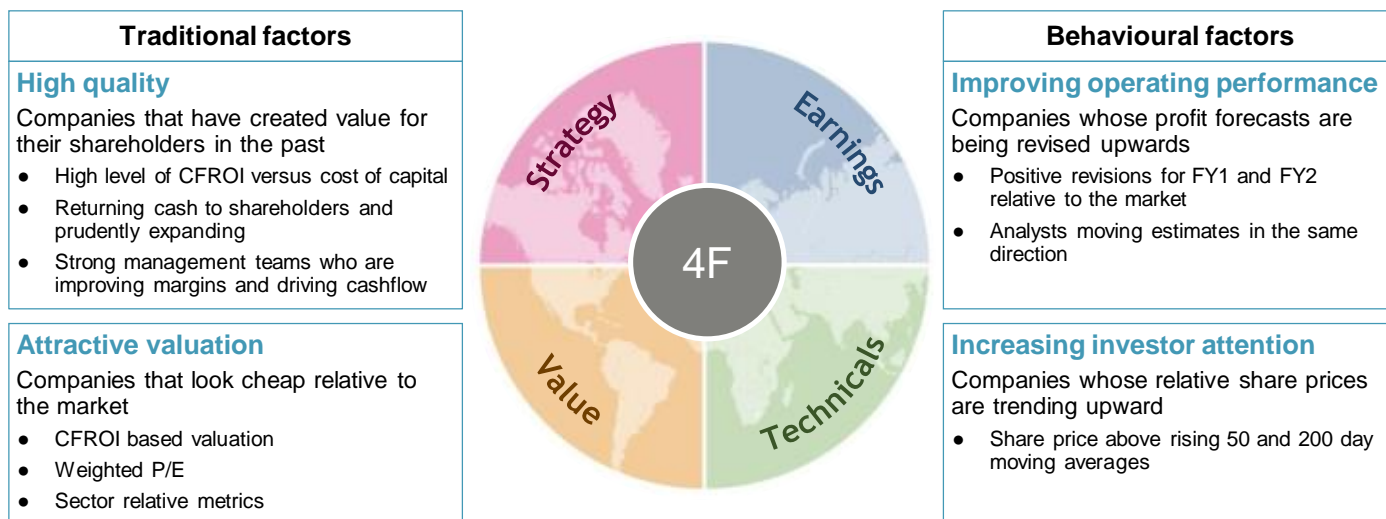 Traditional factors
High quality
Companies that have created value for
their shareholders in the past
● High level of CFROI versus cost of capital
● Returning cash to shareholders and
prudently expanding
● Strong management teams who are
improving margins and driving cashflow
Attractive valuation
Companies that look cheap relative to
the market
● CFROI based valuation
● Weighted P/E
● Sector relative metrics
Strategy
Earnings
4F
Value
Technicals
Behavioural factors
Improving operating performance
Companies whose profit forecasts are
being revised upwards
● Positive revisions for FY1 and FY2
relative to the market
● Analysts moving estimates in the same
direction
Increasing investor attention
Companies whose relative share prices
are trending upward
● Share price above rising 50 and 200 day
moving averages